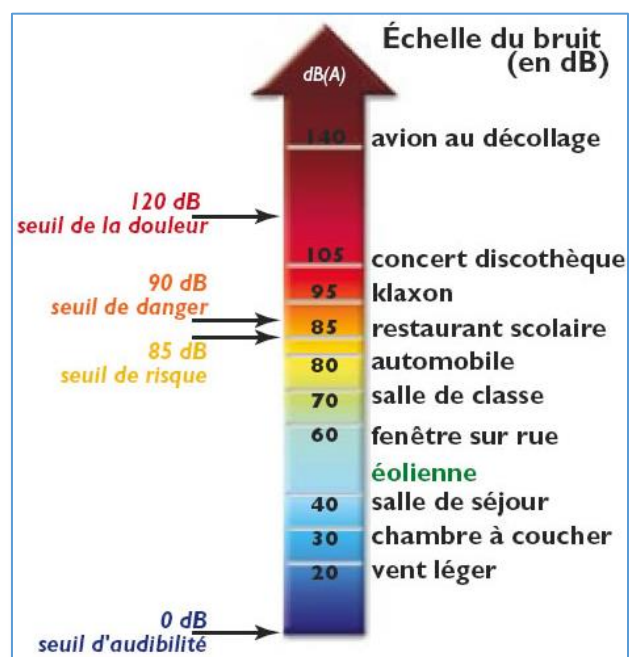 Échelle du bruit
(en dB)
dB(A)
140 avion au décollage
120 dB
seuil de la douleur
105 concert discothèque
90 dB
seuil de danger
95 klaxon
85 restaurant scolaire
85 dB
seuil de risque
80 automobile
70 salle de classe
60 fenêtre sur rue
éolienne
40 salle de séjour
30 chambre à coucher
20 vent léger
0 dB
seuil d'audibilité